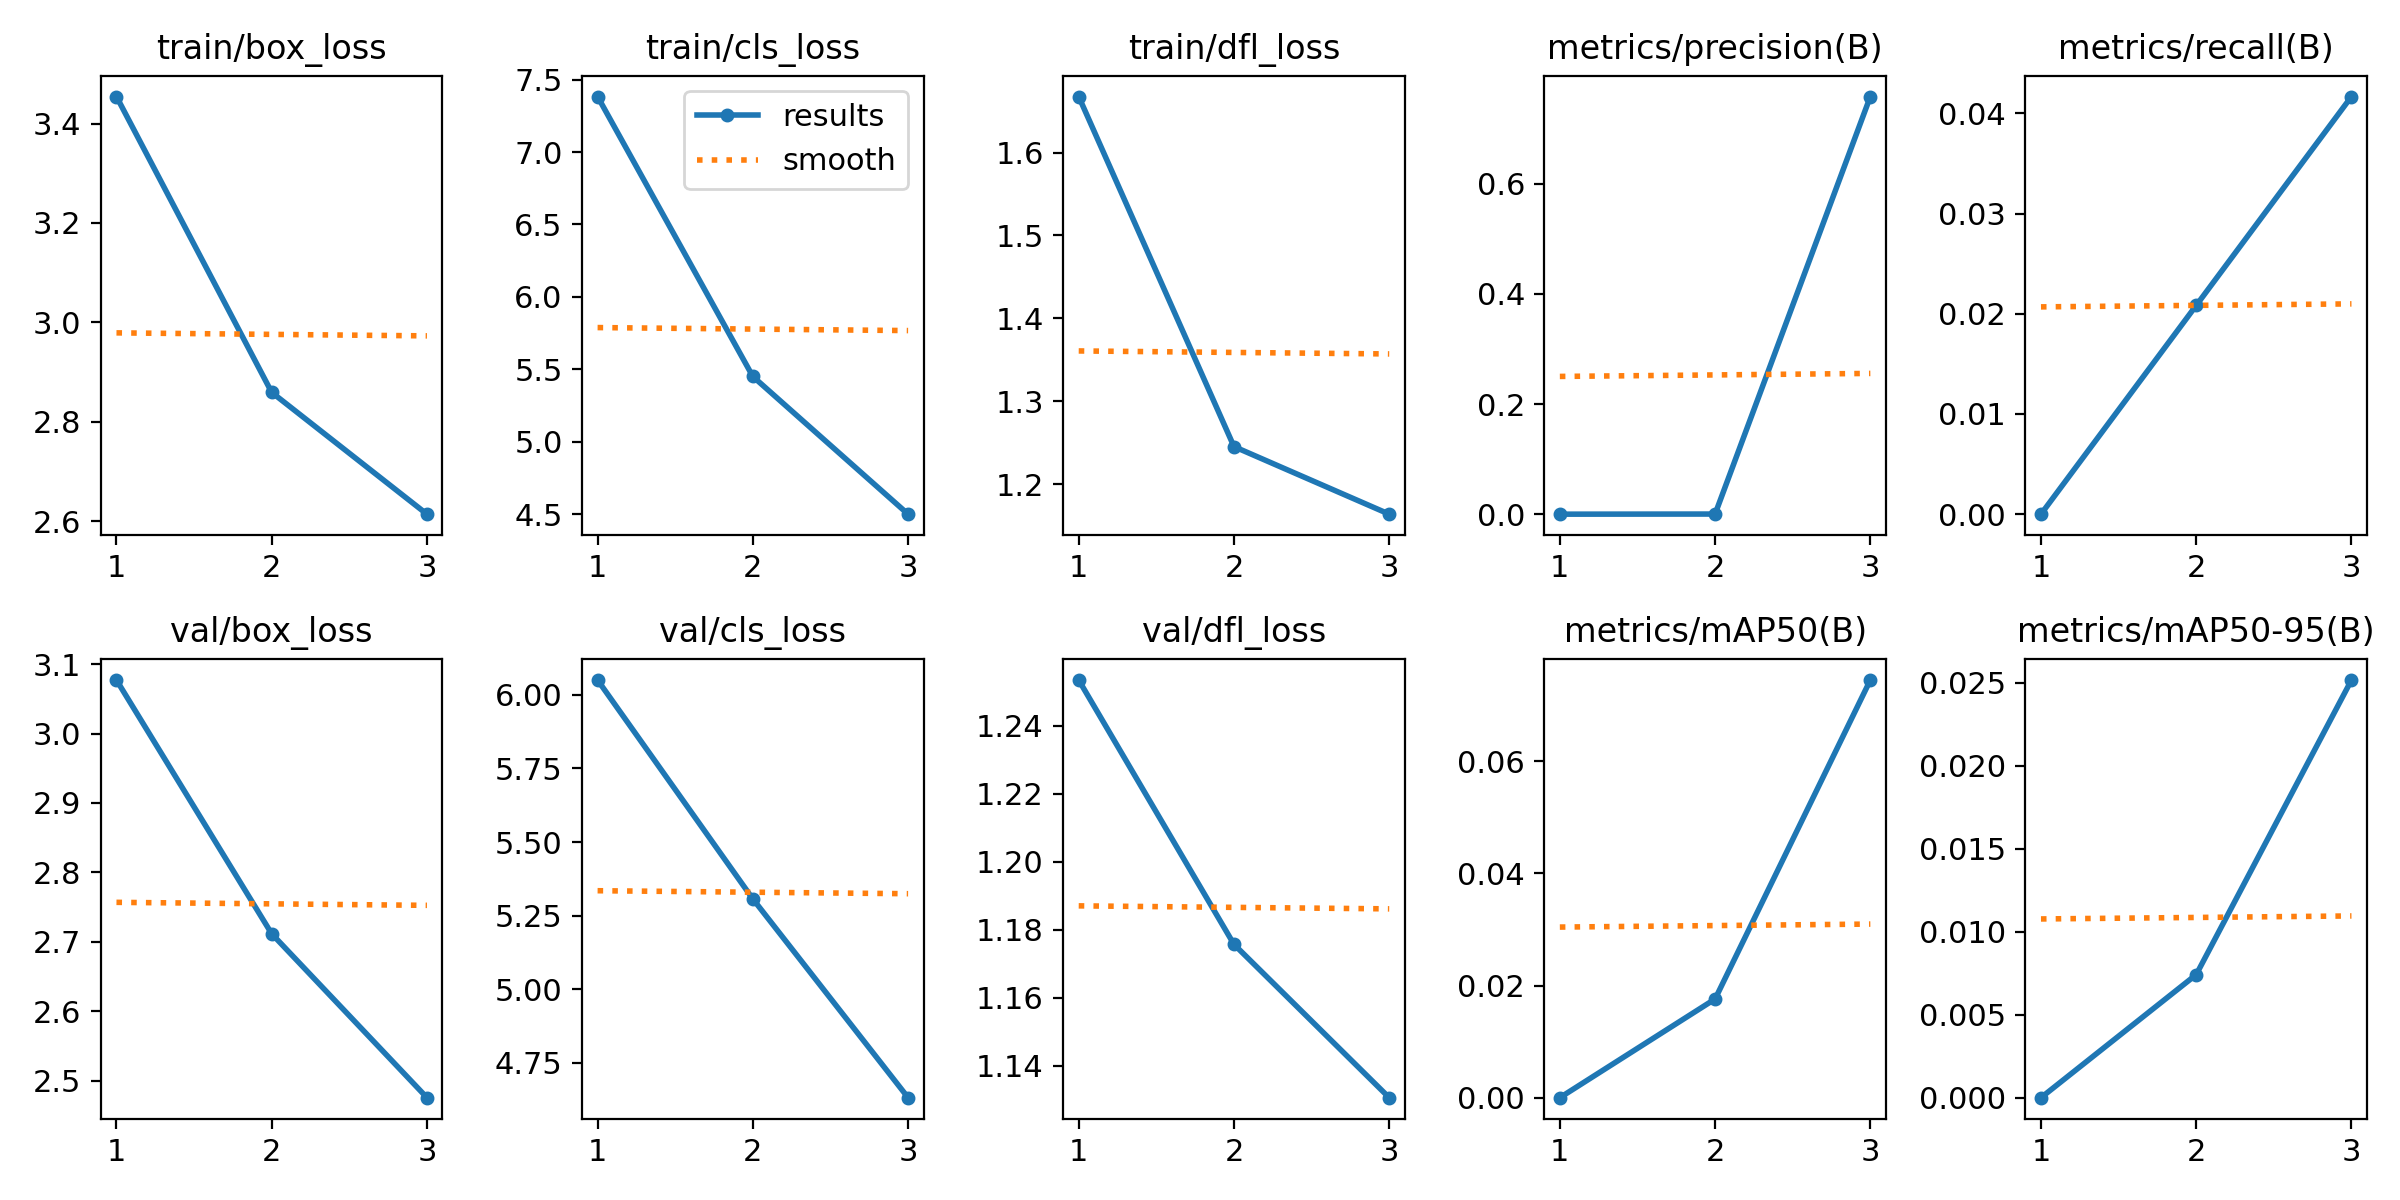 train/box_loss
3.4
3.2
3.0
2.8
2.6
1 2 3
train/cls_loss
results
smooth
7.5
7.0
6.5
6.0
5.5
5.0
4.5
1 2 3
train/dfl_loss
1.6
1.5
1.4
1.3
1.2
1 2 3
metrics/precision(B)
0.6
0.4
0.2
0.0
1 2 3
metrics/recall(B)
0.04
0.03
0.02
0.01
0.00
1 2 3
val/box_loss
3.1
3.0
2.9
2.8
2.7
2.6
2.5
1 2 3
val/cls_loss
6.00
5.75
5.50
5.25
5.00
4.75
1 2 3
val/dfl_loss
1.24
1.22
1.20
1.18
1.16
1.14
1 2 3
metrics/mAP50(B)
0.06
0.04
0.02
0.00
1 2 3
metrics/mAP50-95(B)
0.025
0.020
0.015
0.010
0.005
0.000
1 2 3